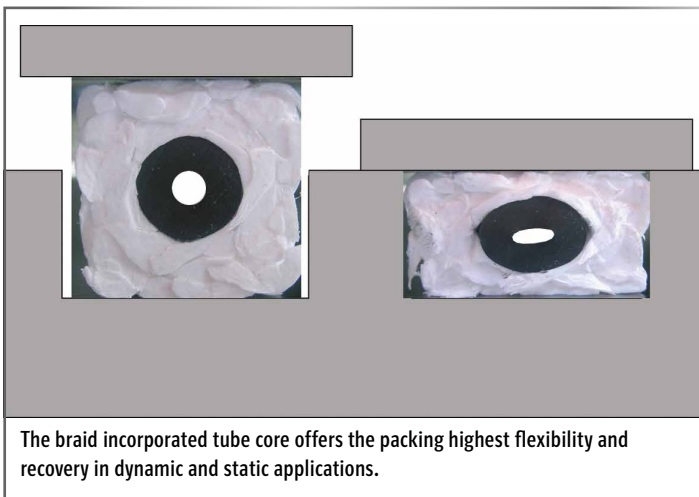 The braid incorporated tube core offers the packing highest flexibility and
recovery in dynamic and static applications.